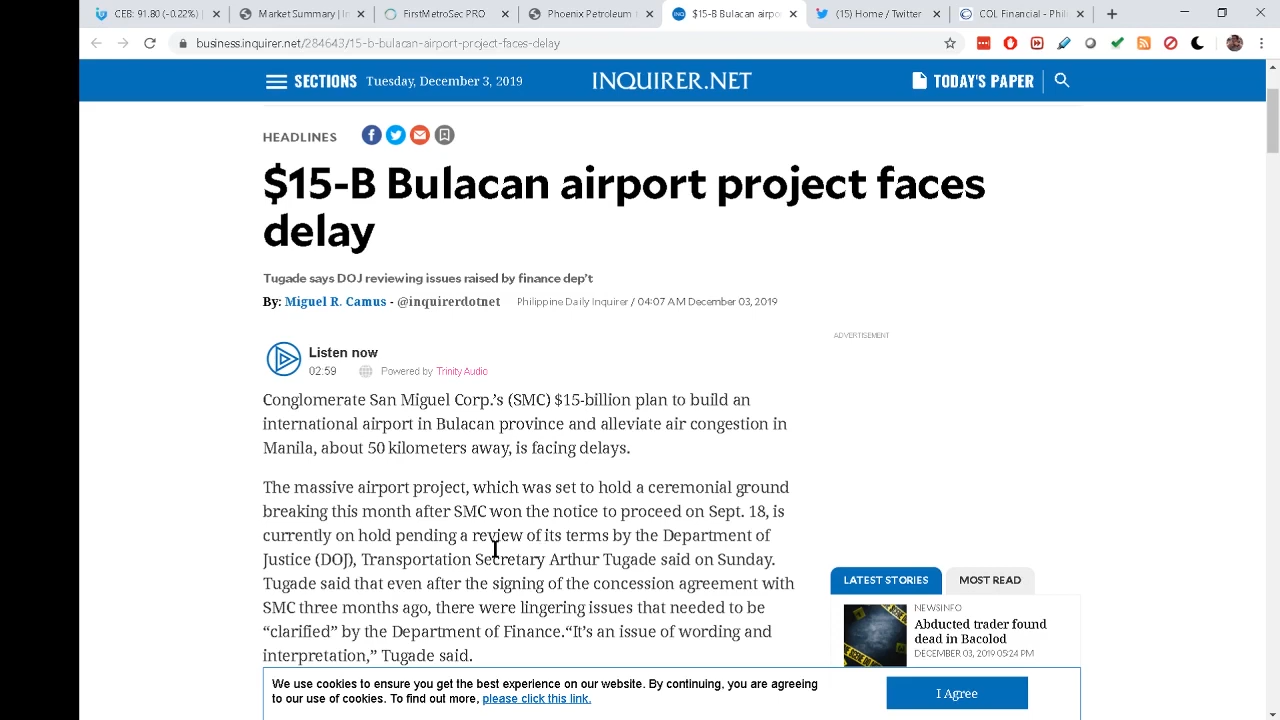 CEB: 91.80 (-0.22%)
Market Summary | In
FirstMetroSec PRO
Phoenix Petroleum
$15-B Bulacan airpo
(1) Home / Twitter
COL Financial - Phil
business.inquirer.net/284643/15-b-bulacan-airport-project-faces-delay
SECTIONS
Tuesday, December 3, 2019
INQUIRER.NET
TODAY'S PAPER
HEADLINES
$15-B Bulacan airport project faces
delay
Tugade says DOJ reviewing issues raised by finance dep't
By: Miguel R. Camus - @inquirerdotnet
Philippine Daily Inquirer / 04:07 AM December 03, 2019
ADVERTISEMENT
Listen now
02:59
Powered by Trinity Audio
Conglomerate San Miguel Corp.'s (SMC) $15-billion plan to build an
international airport in Bulacan province and alleviate air congestion in
Manila, about 50 kilometers away, is facing delays.
The massive airport project, which was set to hold a ceremonial ground
breaking this month after SMC won the notice to proceed on Sept. 18, is
currently on hold pending a review of its terms by the Department of
Justice (DOJ), Transportation Secretary Arthur Tugade said on Sunday.
Tugade said that even after the signing of the concession agreement with
SMC three months ago, there were lingering issues that needed to be
“clarified” by the Department of Finance.“It’s an issue of wording and
interpretation,” Tugade said.
LATEST STORIES
MOST READ
NEWSINFO
Abducted trader found
dead in Bacolod
DECEMBER 03, 2019 05:24 PM
We use cookies to ensure you get the best experience on our website. By continuing, you are agreeing
to our use of cookies. To find out more, please click this link.
I Agree